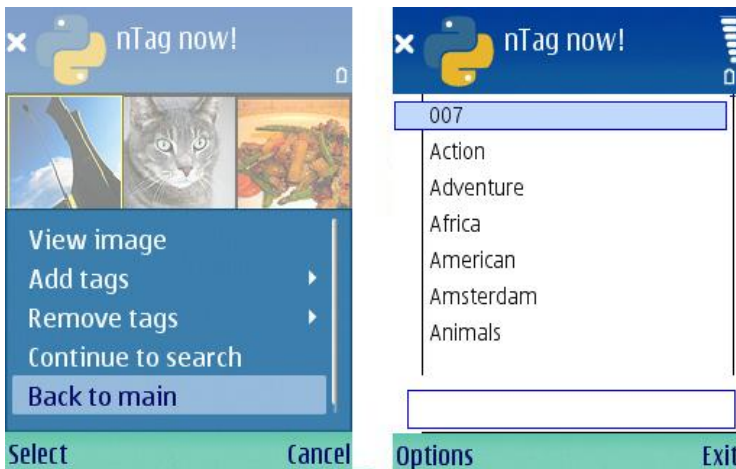 nTag now!
View image
Add tags
Remove tags
Continue to search
Back to main
Select Cancel
nTag now!
007
Action
Adventure
Africa
American
Amsterdam
Animals
Options Exit